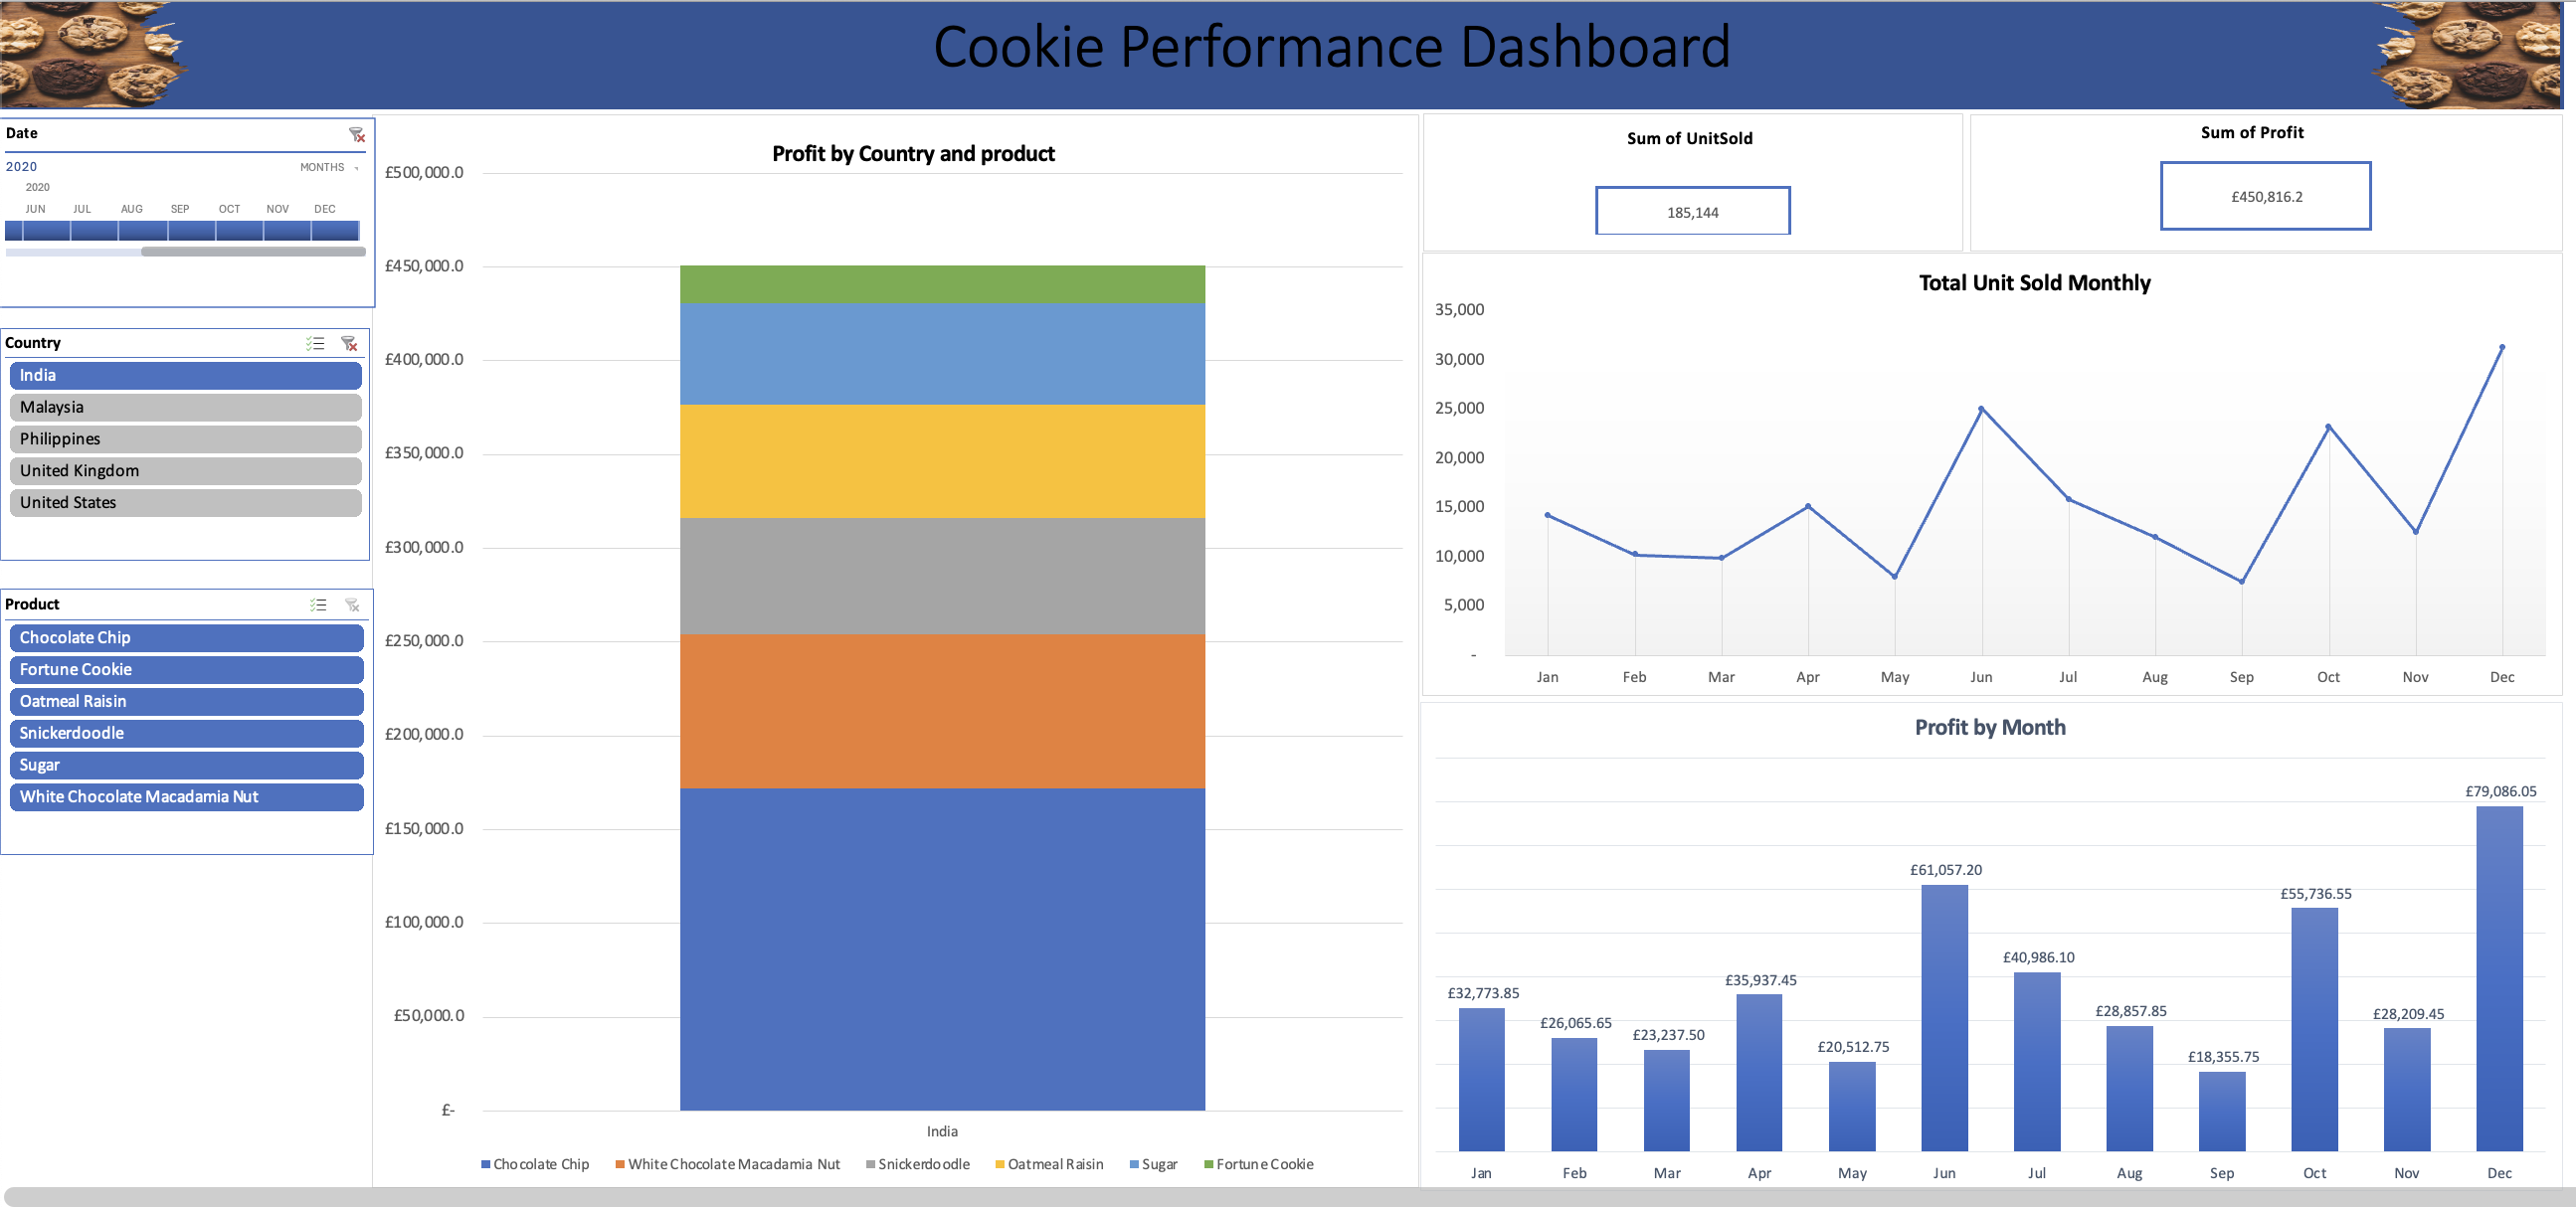 Cookie Performance Dashboard
Date
2020 MONTHS
2020
JUN JUL AUG SEP OCT NOV DEC
Country
India
Malaysia
Philippines
United Kingdom
United States
Product
Chocolate Chip
Fortune Cookie
Oatmeal Raisin
Snickerdoodle
Sugar
White Chocolate Macadamia Nut
Profit by Country and product
£500,000.0
£450,000.0
£400,000.0
£350,000.0
£300,000.0
£250,000.0
£200,000.0
£150,000.0
£100,000.0
£50,000.0
£-
India
Chocolate Chip White Chocolate Macadamia Nut Snickerdoodle Oatmeal Raisin Sugar Fortune Cookie
Sum of UnitSold
185,144
Sum of Profit
£450,816.2
Total Unit Sold Monthly
35,000
30,000
25,000
20,000
15,000
10,000
5,000
-
Jan Feb Mar Apr May Jun Jul Aug Sep Oct Nov Dec
Profit by Month
£32,773.85 £26,065.65 £23,237.50 £35,937.45 £20,512.75 £61,057.20 £40,986.10 £28,857.85 £18,355.75 £55,736.55 £28,209.45 £79,086.05
Jan Feb Mar Apr May Jun Jul Aug Sep Oct Nov Dec